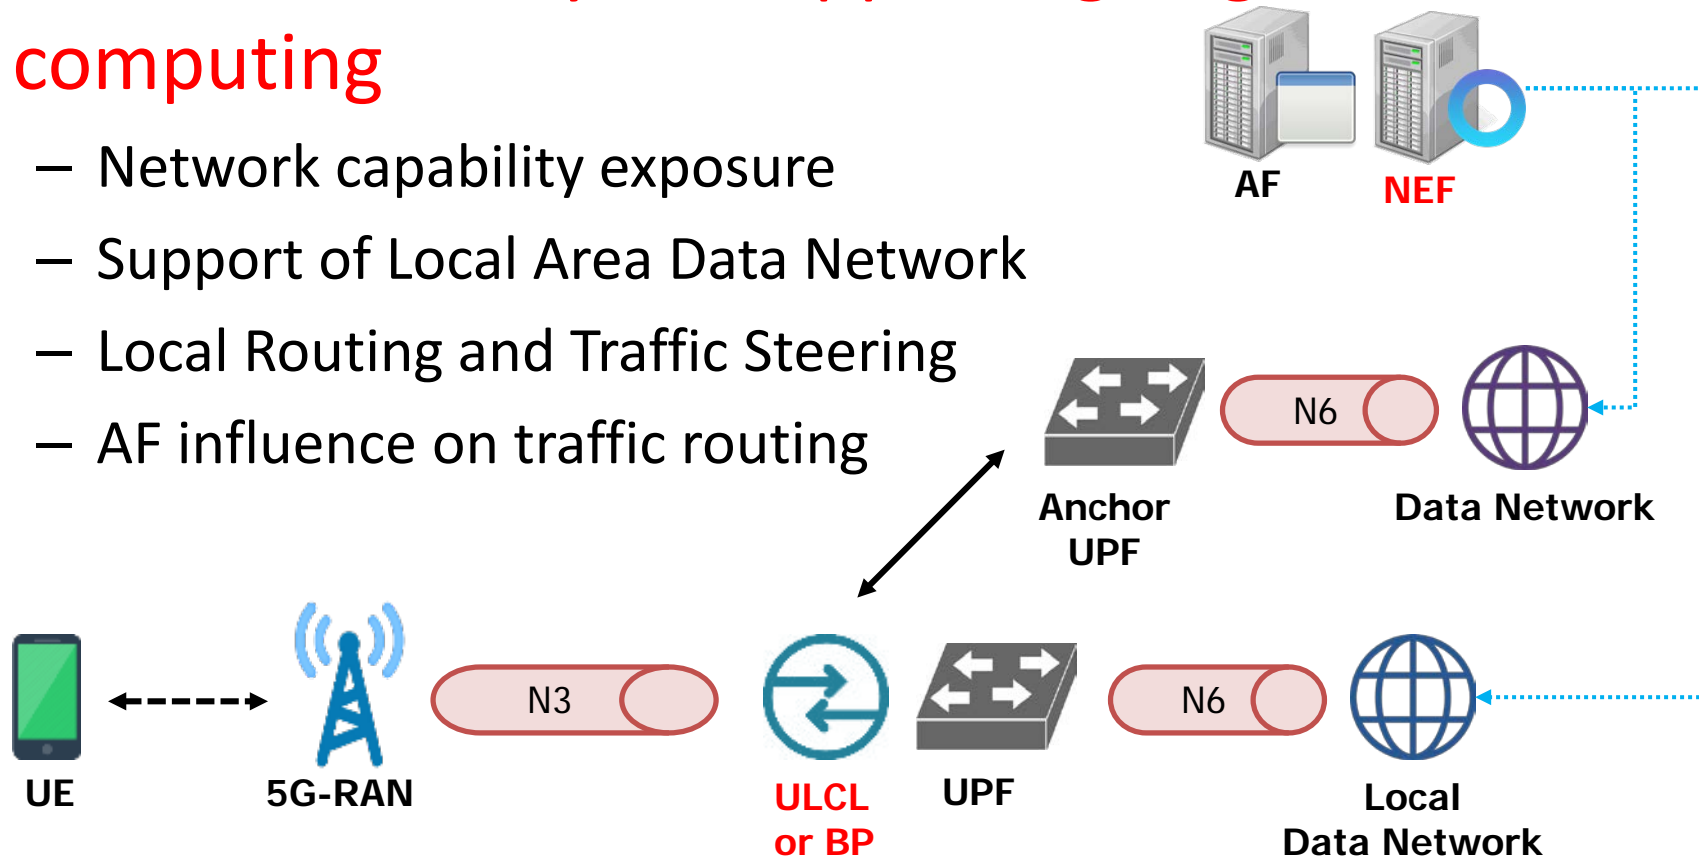 computing
– Network capability exposure
– Support of Local Area Data Network
– Local Routing and Traffic Steering
– AF influence on traffic routing
AF
NEF
N6
Anchor
UPF
Data Network
N3
N6
UE
5G-RAN
ULCL
or BP
UPF
Local
Data Network